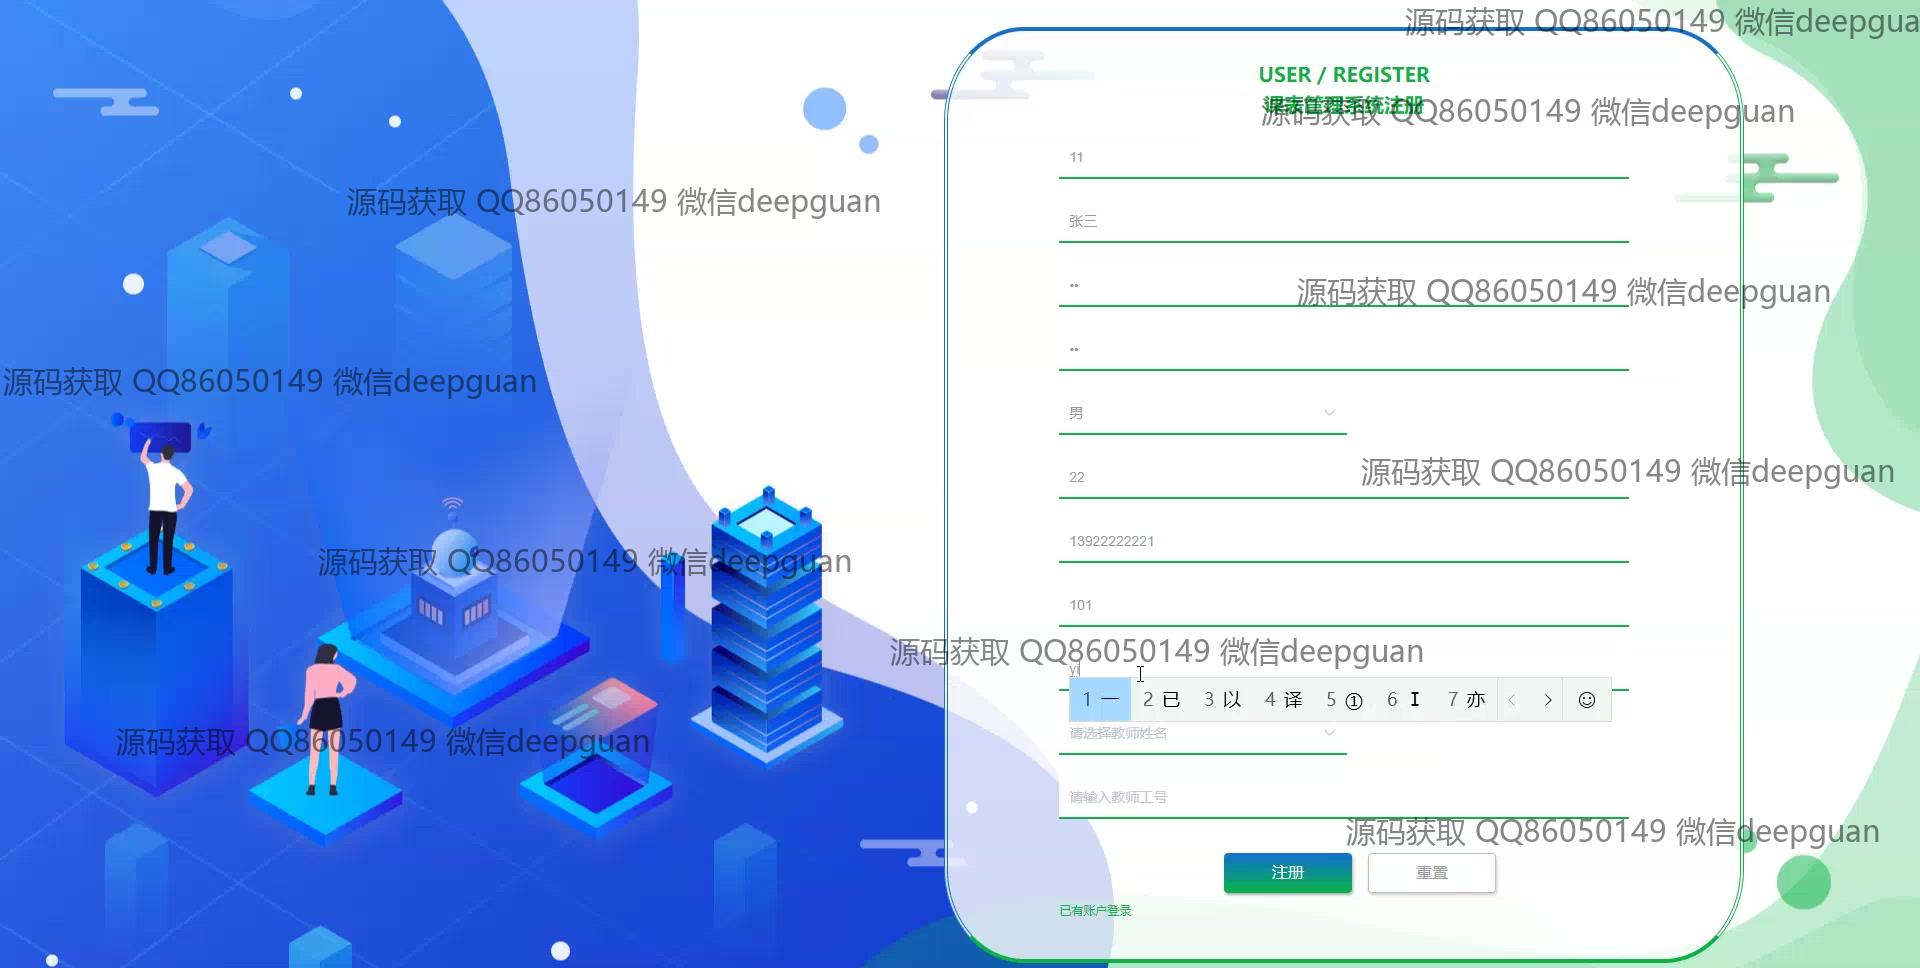 源码获取 QQ86050149 微信deepgua
USER / REGISTER
课表管理系统注册
源码获取 QQ86050149 微信deepguan
11
源码获取 QQ86050149 微信deepguan
张三
••
源码获取 QQ86050149 微信deepguan
••
源码获取 QQ86050149 微信deepguan
男
22
源码获取 QQ86050149 微信deepguan
13922222221
源码获取 QQ86050149 微信deepguan
101
源码获取 QQ86050149 微信deepguan
yi
1 一 2 已 3 以 4 译 5 ① 6 I 7 亦
请选择教师姓名
源码获取 QQ86050149 微信deepguan
请输入教师工号
源码获取 QQ86050149 微信deepguan
注册 重置
已有账户登录